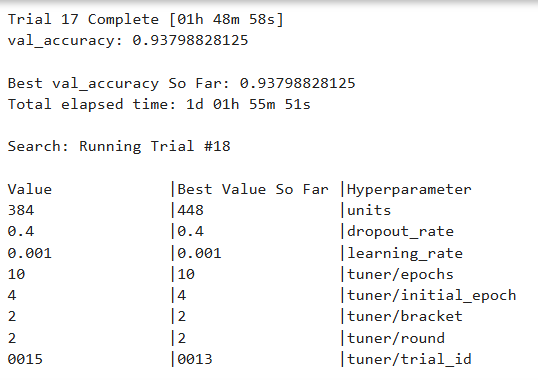 Trial 17 Complete [01h 48m 58s]
val_accuracy: 0.93798828125
Best val_accuracy So Far: 0.93798828125
Total elapsed time: 1d 01h 55m 51s
Search: Running Trial #18
Value |Best Value So Far |Hyperparameter
384 |448 |units
0.4 |0.4 |dropout_rate
0.001 |0.001 |learning_rate
10 |10 |tuner/epochs
4 |4 |tuner/initial_epoch
2 |2 |tuner/bracket
2 |2 |tuner/round
0015 |0013 |tuner/trial_id